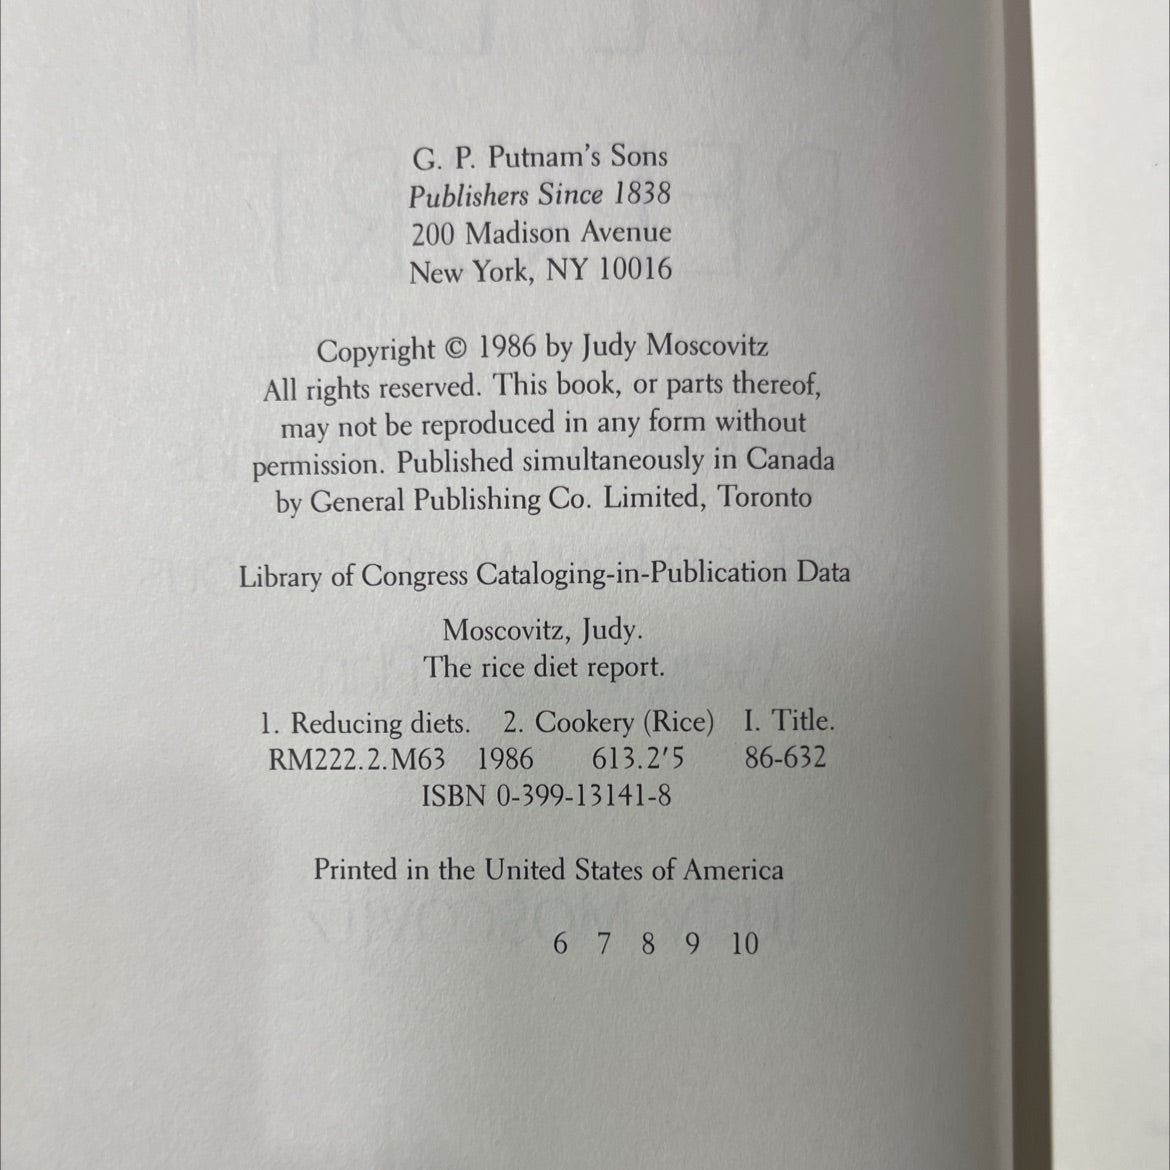 G. P. Putnam's Sons
Publishers Since 1838
200 Madison Avenue
New York, NY 10016
Copyright © 1986 by Judy Moscovitz
All rights reserved. This book, or parts thereof,
may not be reproduced in any form without
permission. Published simultaneously in Canada
by General Publishing Co. Limited, Toronto
Library of Congress Cataloging-in-Publication Data
Moscovitz, Judy.
The rice diet report.
1. Reducing diets. 2. Cookery (Rice) I. Title.
RM222.2.M63 1986 613.2'5 86-632
ISBN 0-399-13141-8
Printed in the United States of America
6 7 8 9 10